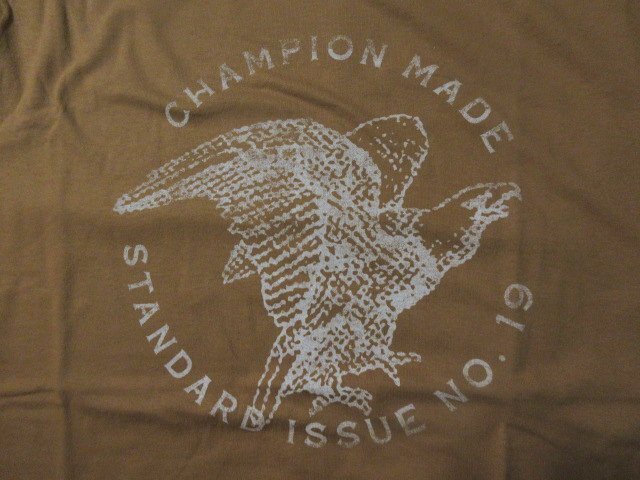 CHAMPION MADE
STANDARD ISSUE NO. 19